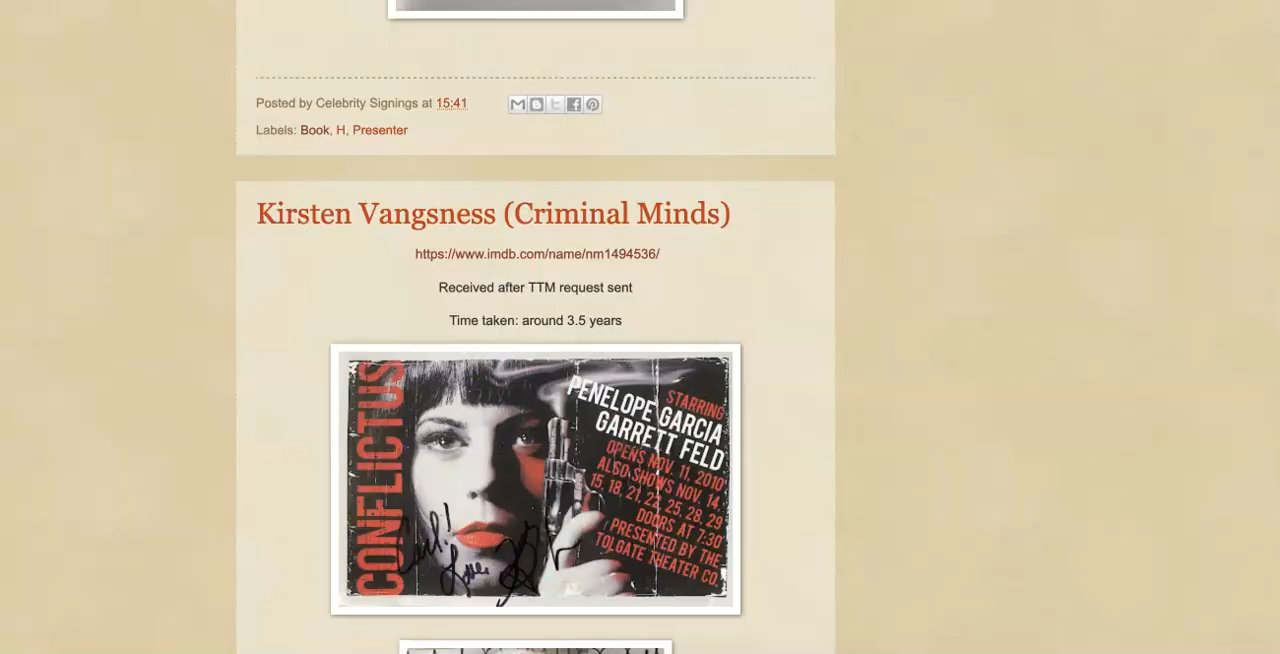 Posted by Celebrity Signings at 15:41
Labels: Book, H, Presenter
Kirsten Vangsness (Criminal Minds)
https://www.imdb.com/name/nm1494536/
Received after TTM request sent
Time taken: around 3.5 years
CONFLICTUS
STARRING
PENELOPE GARCIA
GARRETT FELD
OPENS NOV. 11, 2010
ALSO SHOWS NOV. 14,
15, 18, 21, 22, 25, 28, 29
DOORS AT 7:30
PRESENTED BY THE
TOLGATE THEATER CO.
Love,